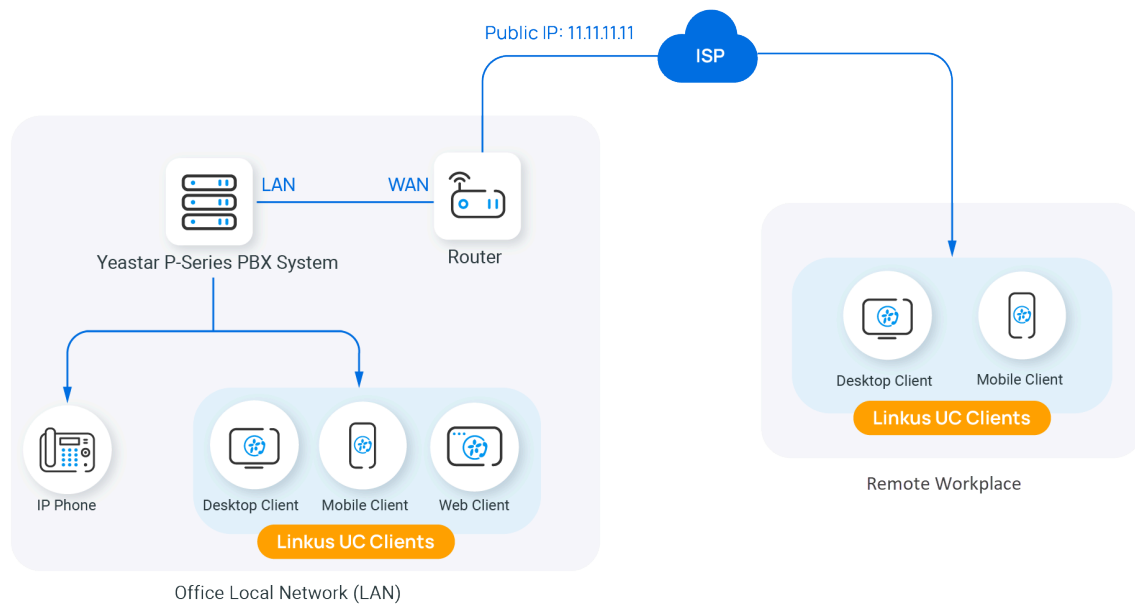 Public IP: 11.11.11.11
ISP
LAN
WAN
Yeastar P-Series PBX System
Router
IP Phone
Desktop Client
Mobile Client
Web Client
Linkus UC Clients
Office Local Network (LAN)
Desktop Client
Mobile Client
Linkus UC Clients
Remote Workplace